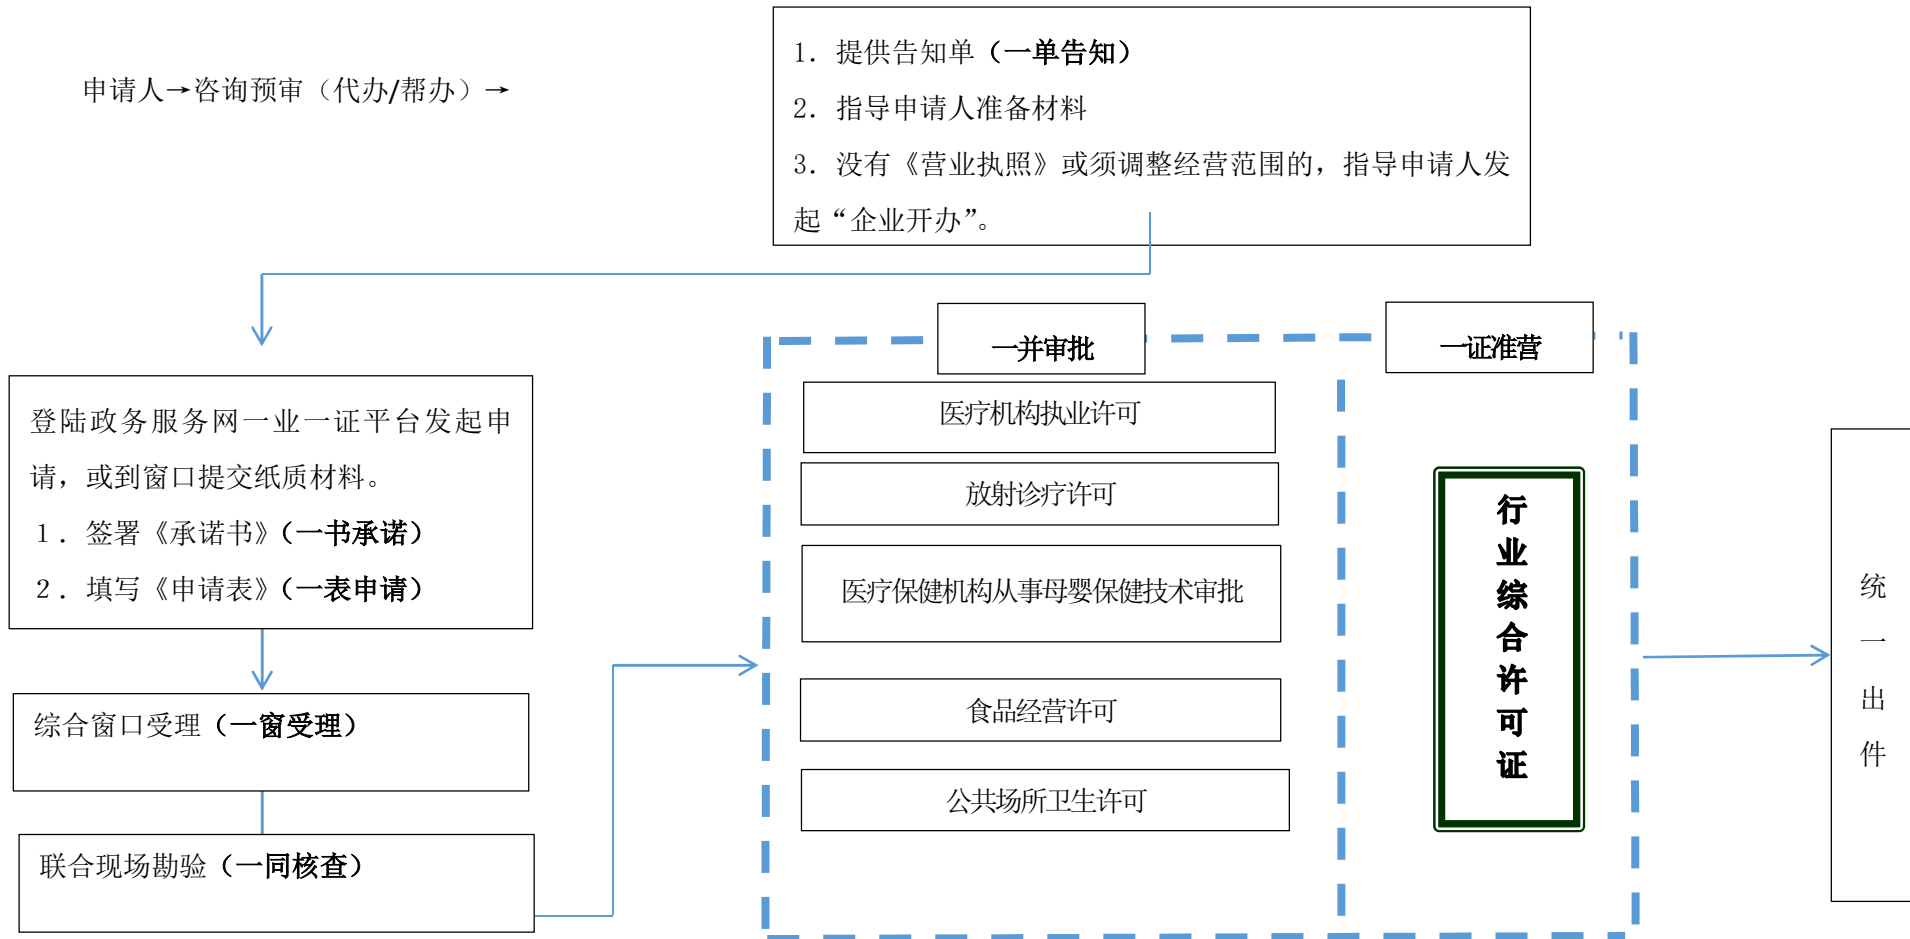 申请人→咨询预审（代办/帮办）→
1. 提供告知单（一单告知）
2. 指导申请人准备材料
3. 没有《营业执照》或须调整经营范围的，指导申请人发
起“企业开办”。
登陆政务服务网一业一证平台发起申
请，或到窗口提交纸质材料。
1. 签署《承诺书》（一书承诺）
2. 填写《申请表》（一表申请）
综合窗口受理（一窗受理）
联合现场勘验（一同核查）
一并审批
医疗机构执业许可
放射诊疗许可
医疗保健机构从事母婴保健技术审批
食品经营许可
公共场所卫生许可
一证准营
行业综合许可证
统一出件